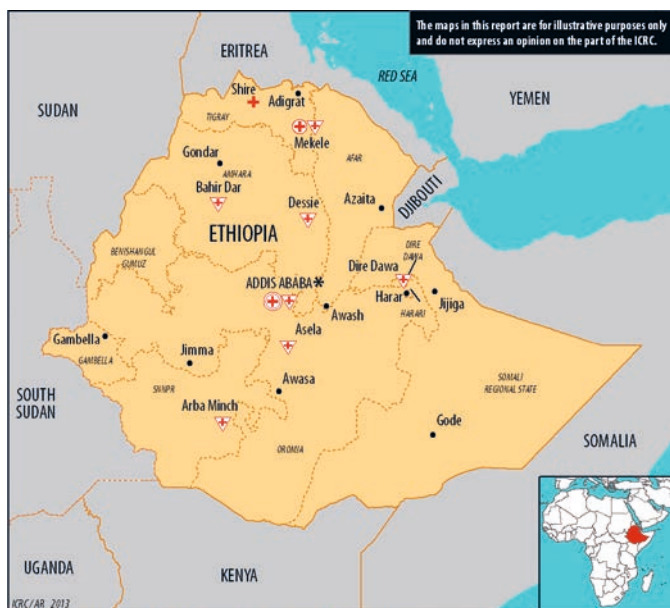 The maps in this report are for illustrative purposes only
and do not express an opinion on the part of the ICRC.
ERITREA
RED SEA
SUDAN
YEMEN
Shire
Adigrat
TIGRAY
Mekele
Gondar
AFAR
AMHARA
Bahir Dar
Dessie
Azaita
DJIBOUTI
ETHIOPIA
BENISHANGUL
GUMUZ
DIRE
DAWA
Dire Dawa
ADDIS ABABA*
Harar
Jijiga
Awash
HARARI
Gambella
Asela
GAMBELLA
Jimma
SNNPR
Awasa
SOMALI
REGIONAL STATE
SOUTH
SUDAN
Arba Minch
Gode
OROMIA
SOMALIA
UGANDA
KENYA
ICRC/AR 2013